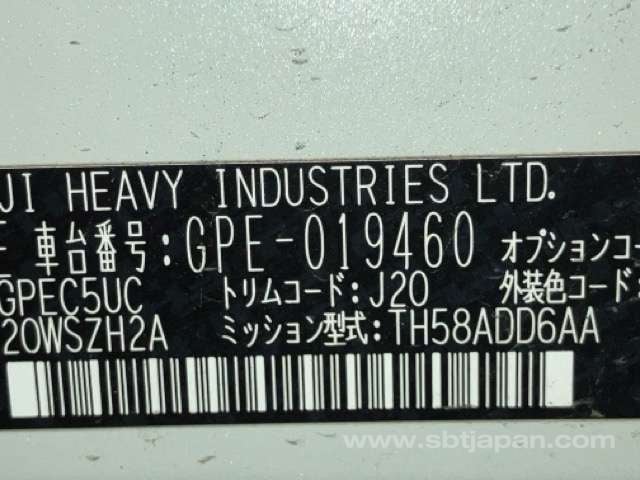 JI HEAVY INDUSTRIES LTD.
車台番号:GPE-019460 オプションコ
GPEC5UC トリムコード:J20 外装色コード:
20WSZH2A ミッション型式:TH58ADD6AA
www.sbtjapan.com